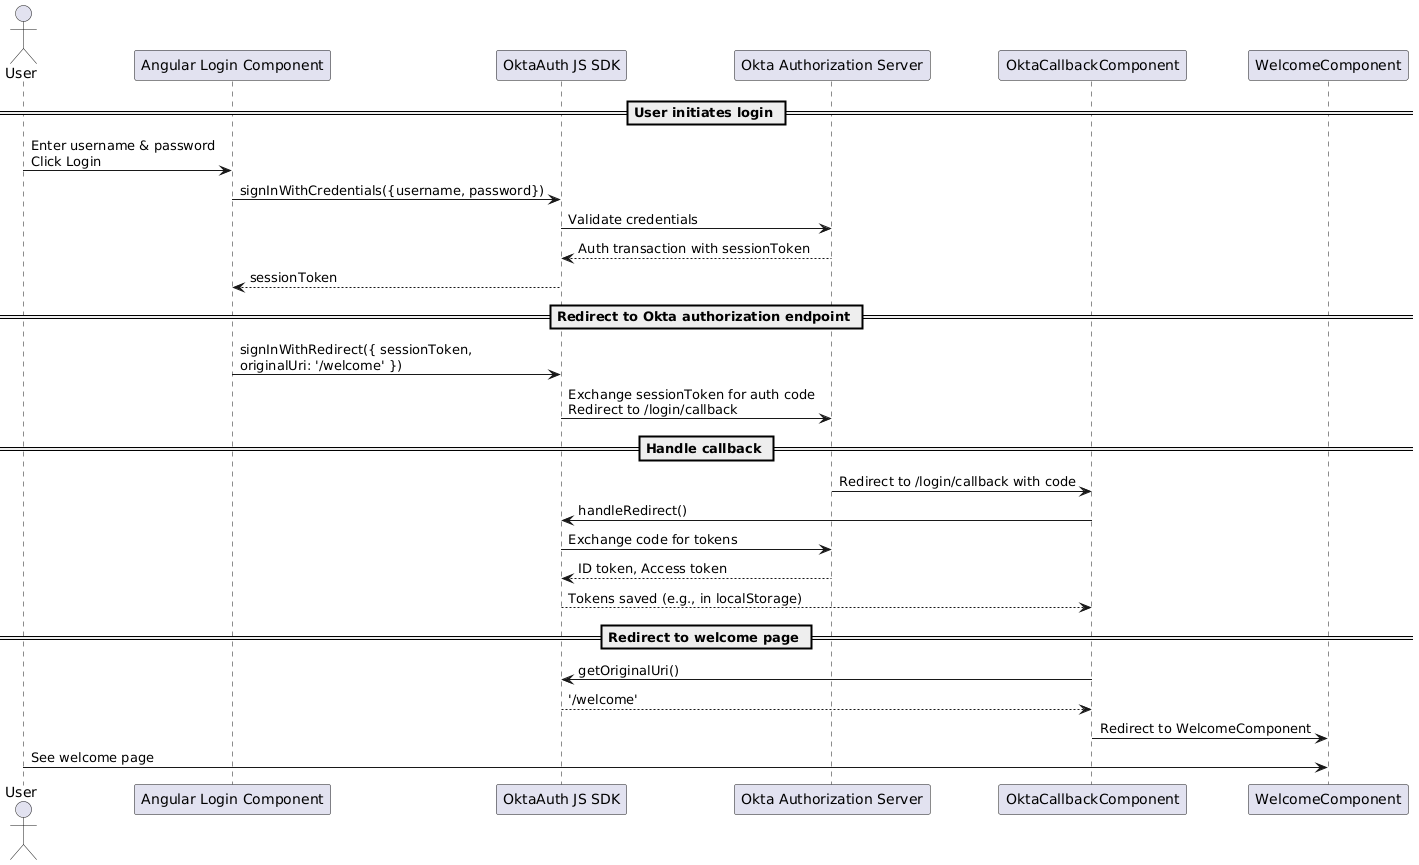 User
Angular Login Component
OktaAuth JS SDK
Okta Authorization Server
OktaCallbackComponent
WelcomeComponent
User initiates login
Enter username & password
Click Login
signInWithCredentials({username, password})
Validate credentials
Auth transaction with sessionToken
sessionToken
Redirect to Okta authorization endpoint
signInWithRedirect({ sessionToken,
originalUri: '/welcome' })
Exchange sessionToken for auth code
Redirect to /login/callback
Handle callback
Redirect to /login/callback with code
handleRedirect()
Exchange code for tokens
ID token, Access token
Tokens saved (e.g., in localStorage)
Redirect to welcome page
getOriginalUri()
'/welcome'
Redirect to WelcomeComponent
See welcome page
User
Angular Login Component
OktaAuth JS SDK
Okta Authorization Server
OktaCallbackComponent
WelcomeComponent